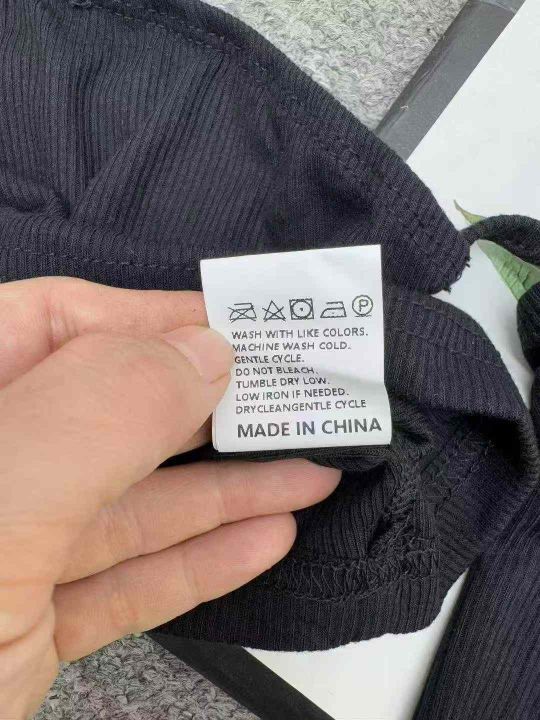 P
WASH WITH LIKE COLORS.
MACHINE WASH COLD.
GENTLE CYCLE.
DO NOT BLEACH.
TUMBLE DRY LOW.
LOW IRON IF NEEDED.
DRYCLEANGENTLE CYCLE
MADE IN CHINA